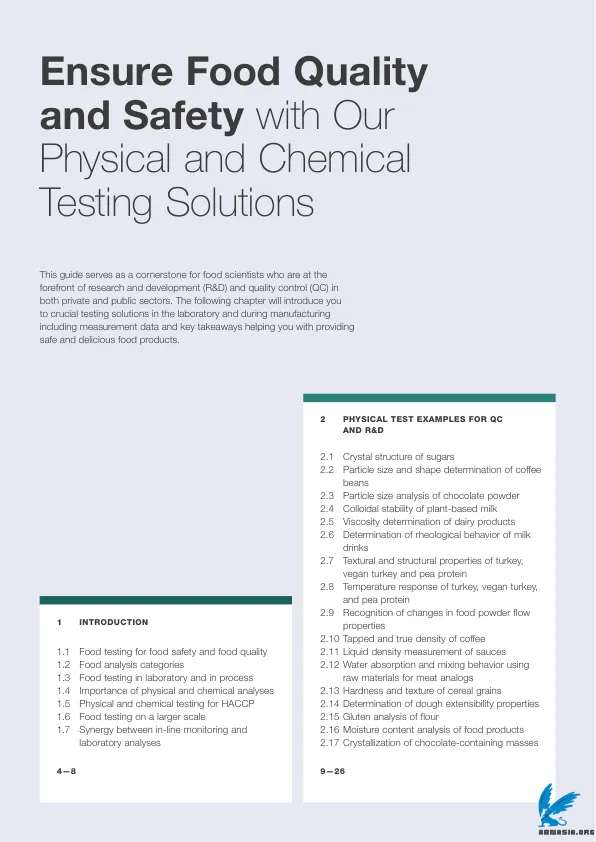 Ensure Food Quality
and Safety with Our
Physical and Chemical
Testing Solutions
This guide serves as a cornerstone for food scientists who are at the
forefront of research and development (R&D) and quality control (QC) in
both private and public sectors. The following chapter will introduce you
to crucial testing solutions in the laboratory and during manufacturing
including measurement data and key takeaways helping you with providing
safe and delicious food products.
1 INTRODUCTION
1.1 Food testing for food safety and food quality
1.2 Food analysis categories
1.3 Food testing in laboratory and in process
1.4 Importance of physical and chemical analyses
1.5 Physical and chemical testing for HACCP
1.6 Food testing on a larger scale
1.7 Synergy between in-line monitoring and
laboratory analyses
4—8
2 PHYSICAL TEST EXAMPLES FOR QC
AND R&D
2.1 Crystal structure of sugars
2.2 Particle size and shape determination of coffee
beans
2.3 Particle size analysis of chocolate powder
2.4 Colloidal stability of plant-based milk
2.5 Viscosity determination of dairy products
2.6 Determination of rheological behavior of milk
drinks
2.7 Textural and structural properties of turkey,
vegan turkey and pea protein
2.8 Temperature response of turkey, vegan turkey,
and pea protein
2.9 Recognition of changes in food powder flow
properties
2.10 Tapped and true density of coffee
2.11 Liquid density measurement of sauces
2.12 Water absorption and mixing behavior using
raw materials for meat analogs
2.13 Hardness and texture of cereal grains
2.14 Determination of dough extensibility properties
2.15 Gluten analysis of flour
2.16 Moisture content analysis of food products
2.17 Crystallization of chocolate-containing masses
9—26
ABNASIA.ORG